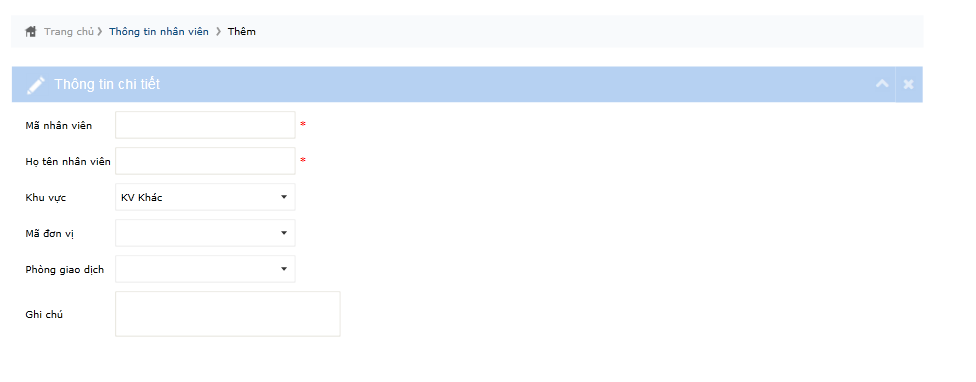 Trang chủ ❯ Thông tin nhân viên ❯ Thêm
Thông tin chi tiết
Mã nhân viên *
Họ tên nhân viên *
Khu vực KV Khác
Mã đơn vị
Phòng giao dịch
Ghi chú